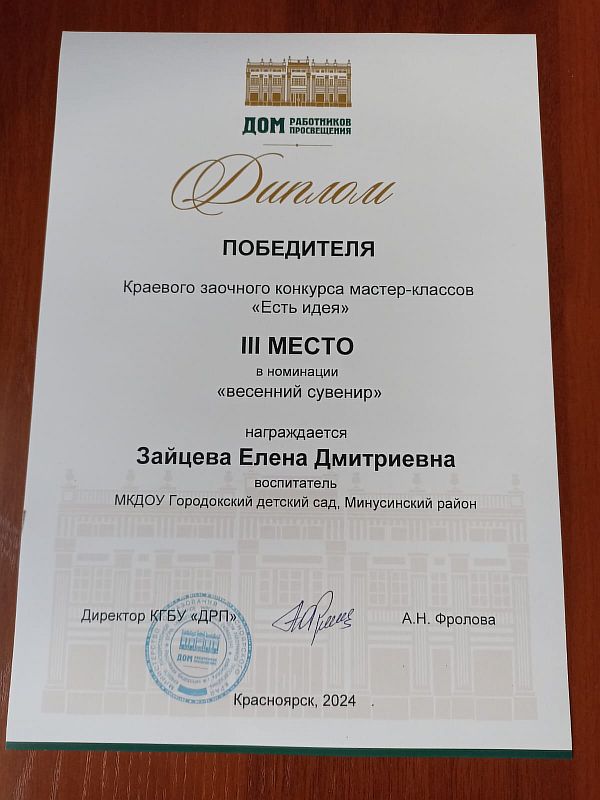 ДОМ РАБОТНИКОВ ПРОСВЕЩЕНИЯ
Диплом
ПОБЕДИТЕЛЯ
Краевого заочного конкурса мастер-классов
«Есть идея»
III МЕСТО
в номинации
«весенний сувенир»
награждается
Зайцева Елена Дмитриевна
воспитатель
МКДОУ Городокский детский сад, Минусинский район
Директор КГБУ «ДРП»
А.Н. Фролова
ДОМ
Красноярск, 2024